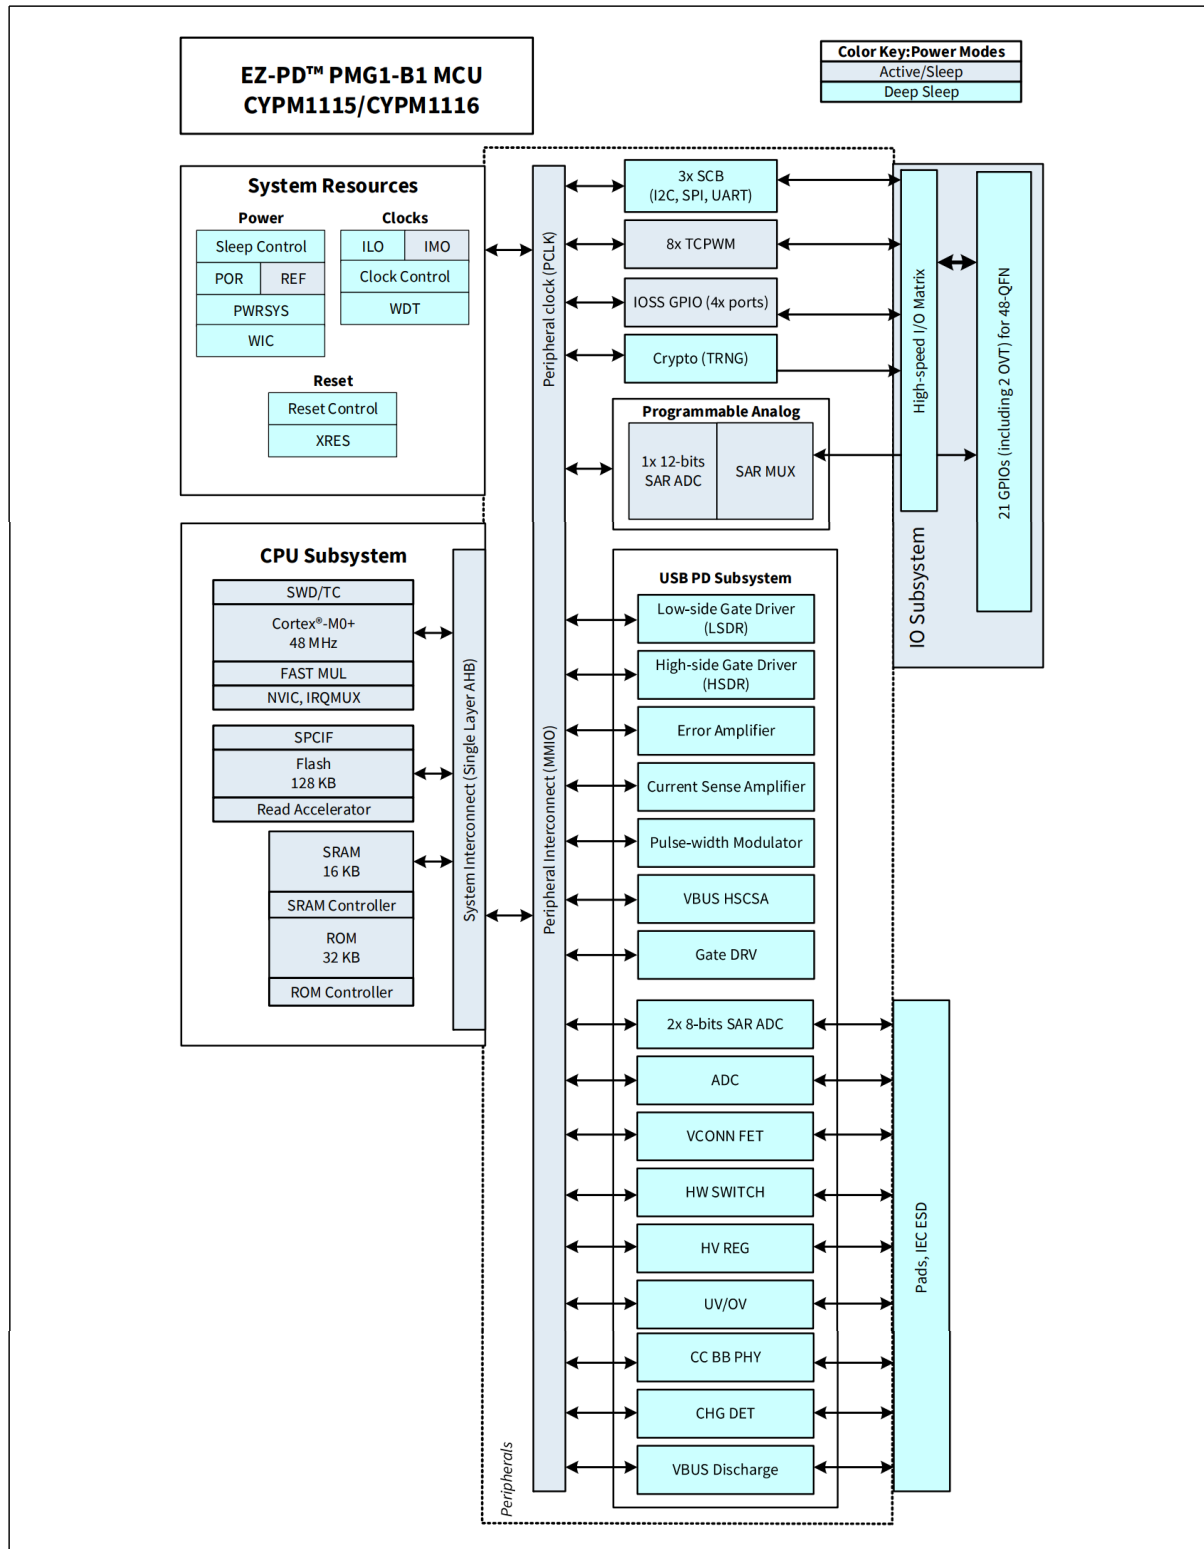 EZ-PD™ PMG1-B1 MCU
CYPM1115/CYPM1116
Color Key:Power Modes
Active/Sleep
Deep Sleep
System Resources
Power
Sleep Control
POR
REF
PWRSYS
WIC
Clocks
ILO
IMO
Clock Control
WDT
Reset
Reset Control
XRES
CPU Subsystem
SWD/TC
Cortex®-M0+
48 MHz
FAST MUL
NVIC, IRQMUX
SPCIF
Flash
128 KB
Read Accelerator
SRAM
16 KB
SRAM Controller
ROM
32 KB
ROM Controller
System Interconnect (Single Layer AHB)
Peripheral clock (PCLK)
Peripheral Interconnect (MMIO)
Peripherals
3x SCB
(I2C, SPI, UART)
8x TCPWM
IOSS GPIO (4x ports)
Crypto (TRNG)
Programmable Analog
1x 12-bits
SAR ADC
SAR MUX
USB PD Subsystem
Low-side Gate Driver
(LSDR)
High-side Gate Driver
(HSDR)
Error Amplifier
Current Sense Amplifier
Pulse-width Modulator
VBUS HSCSA
Gate DRV
2x 8-bits SAR ADC
ADC
VCONN FET
HW SWITCH
HV REG
UV/OV
CC BB PHY
CHG DET
VBUS Discharge
High-speed I/O Matrix
21 GPIOs (including 2 OVT) for 48-QFN
IO Subsystem
Pads, IEC ESD